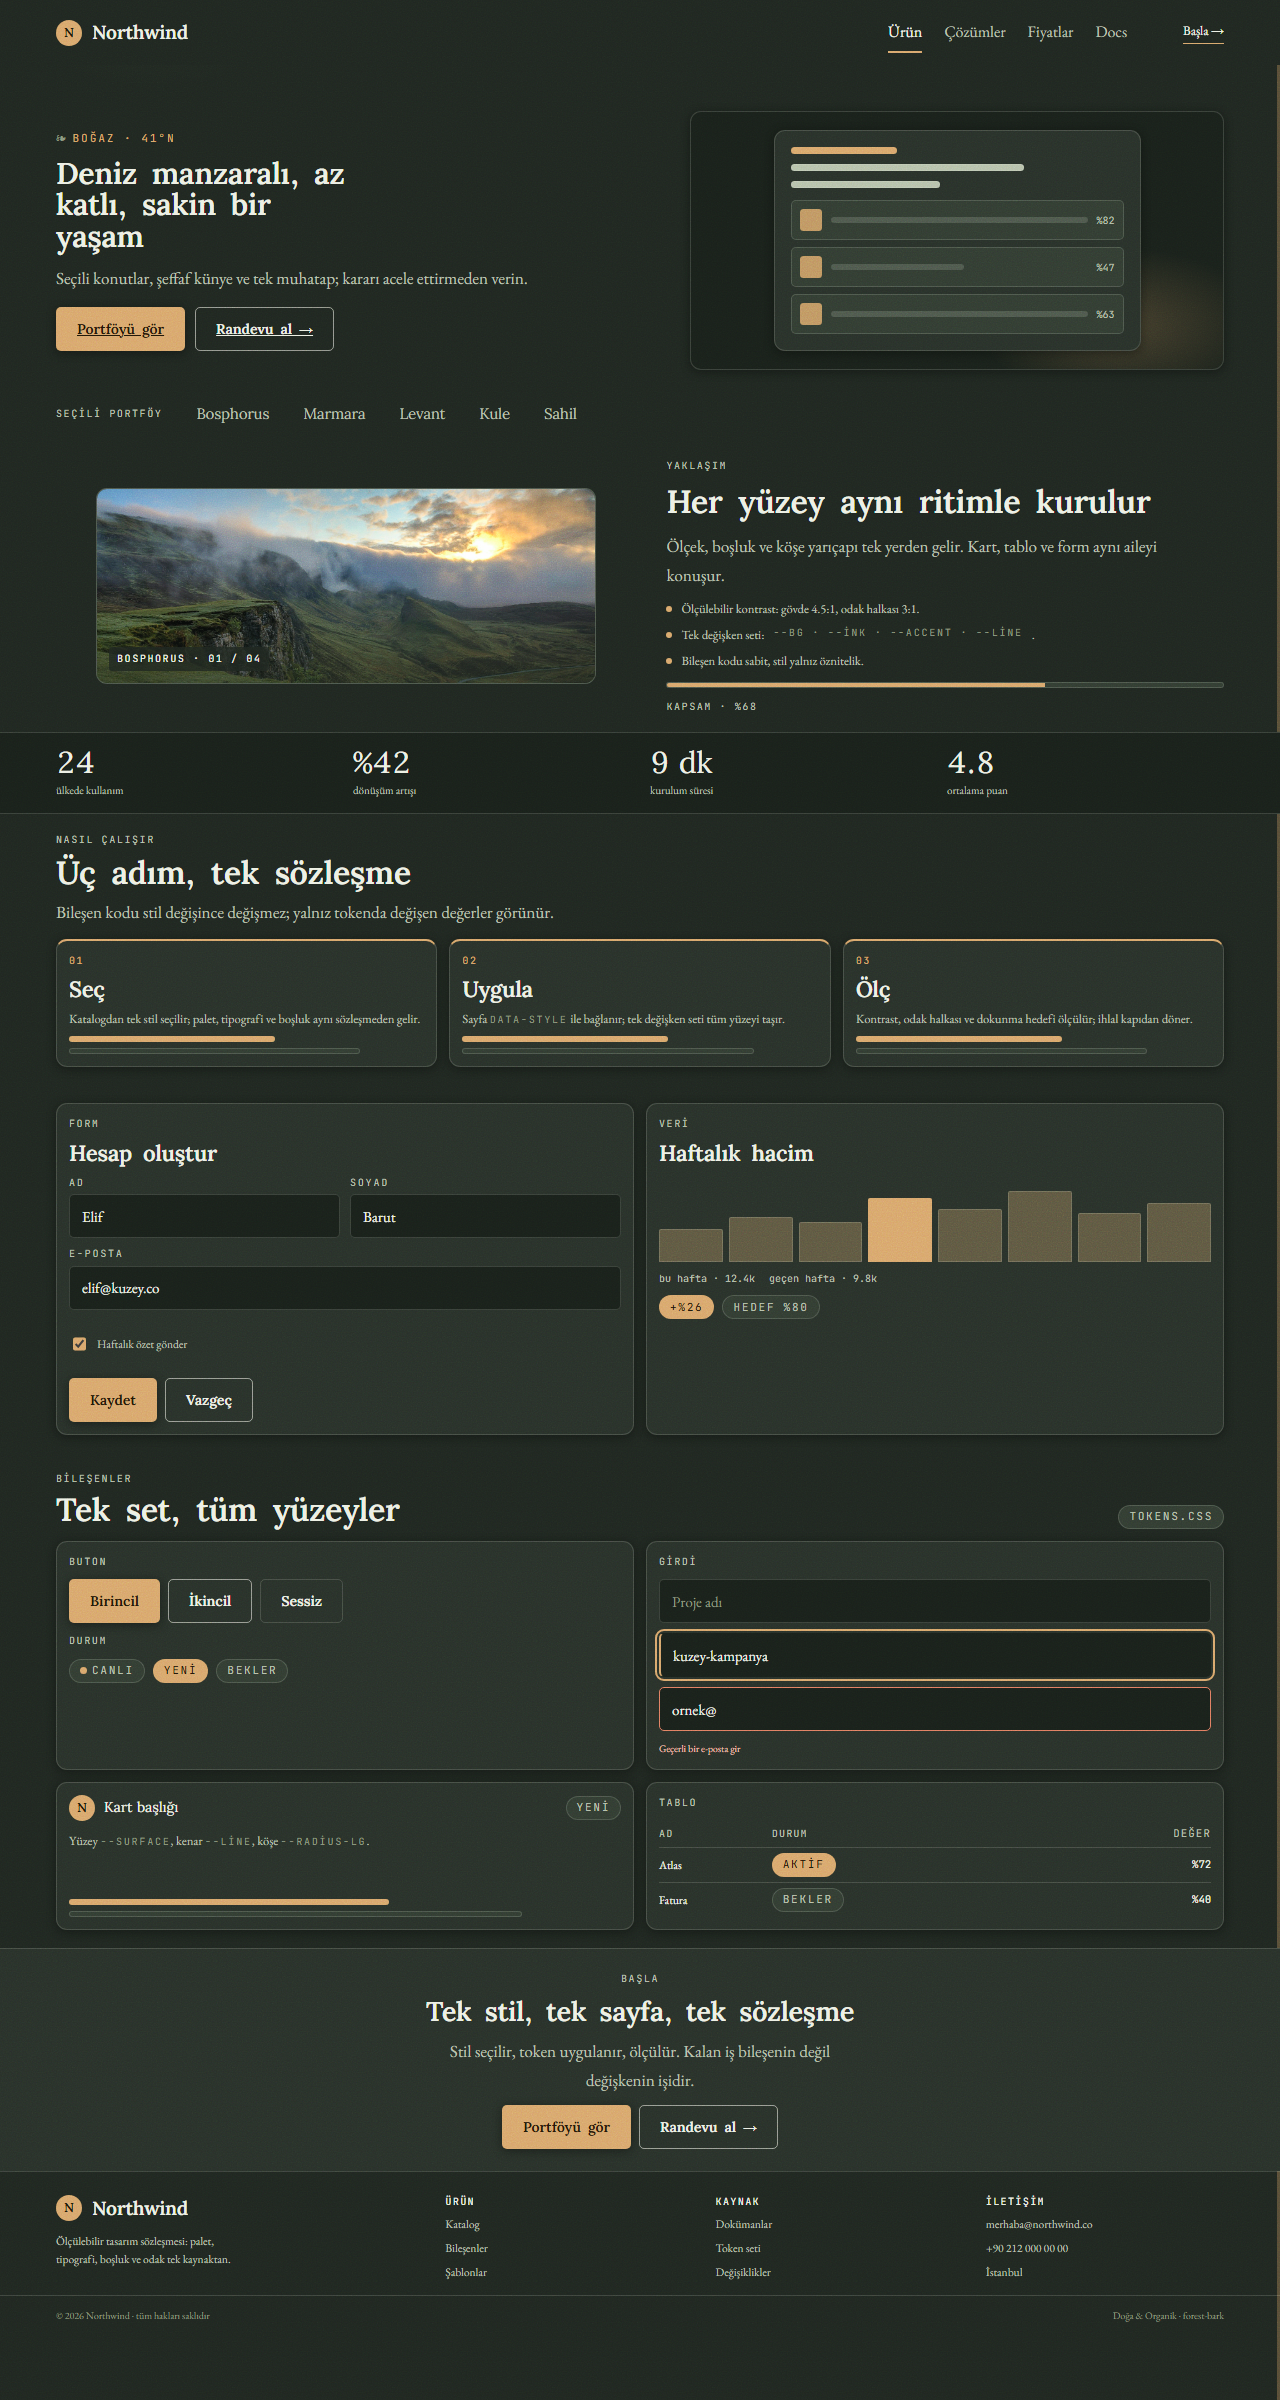 N Northwind
Ürün Çözümler Fiyatlar Docs Başla →
BOĞAZ · 41°N
Deniz manzaralı, az
katlı, sakin bir
yaşam
Seçili konutlar, şeffaf künye ve tek muhatap; kararı acele ettirmeden verin.
Portföyü gör Randevu al →
%82
%47
%63
SEÇİLİ PORTFÖY Bosphorus Marmara Levant Kule Sahil
BOSPHORUS · 01 / 04
YAKLAŞIM
Her yüzey aynı ritimle kurulur
Ölçek, boşluk ve köşe yarıçapı tek yerden gelir. Kart, tablo ve form aynı aileyi
konuşur.
Ölçülebilir kontrast: gövde 4.5:1, odak halkası 3:1.
Tek değişken seti: --BG · --İNK · --ACCENT · --LİNE .
Bileşen kodu sabit, stil yalnız öznitelik.
KAPSAM · %68
24 %42 9 dk 4.8
ülkede kullanım dönüşüm artışı kurulum süresi ortalama puan
NASIL ÇALIŞIR
Üç adım, tek sözleşme
Bileşen kodu stil değişince değişmez; yalnız tokenda değişen değerler görünür.
01
Seç
Katalogdan tek stil seçilir; palet, tipografi ve boşluk aynı sözleşmeden gelir.
02
Uygula
Sayfa DATA-STYLE ile bağlanır; tek değişken seti tüm yüzeyi taşır.
03
Ölç
Kontrast, odak halkası ve dokunma hedefi ölçülür; ihlal kapıdan döner.
FORM
Hesap oluştur
AD SOYAD
Elif Barut
E-POSTA
elif@kuzey.co
Haftalık özet gönder
Kaydet Vazgeç
VERİ
Haftalık hacim
bu hafta · 12.4k geçen hafta · 9.8k
+%26 HEDEF %80
BİLEŞENLER
Tek set, tüm yüzeyler
TOKENS.CSS
BUTON
Birincil İkincil Sessiz
DURUM
CANLI YENİ BEKLER
GİRDİ
Proje adı
kuzey-kampanya
ornek@
Geçerli bir e-posta gir
N Kart başlığı YENİ
Yüzey --SURFACE, kenar --LİNE, köşe --RADİUS-LG.
TABLO
AD DURUM DEĞER
Atlas AKTİF %72
Fatura BEKLER %40
BAŞLA
Tek stil, tek sayfa, tek sözleşme
Stil seçilir, token uygulanır, ölçülür. Kalan iş bileşenin değil
değişkenin işidir.
Portföyü gör Randevu al →
N Northwind
Ölçülebilir tasarım sözleşmesi: palet,
tipografi, boşluk ve odak tek kaynaktan.
ÜRÜN
Katalog
Bileşenler
Şablonlar
KAYNAK
Dokümanlar
Token seti
Değişiklikler
İLETİŞİM
merhaba@northwind.co
+90 212 000 00 00
İstanbul
© 2026 Northwind · tüm hakları saklıdır
Doğa & Organik · forest-bark